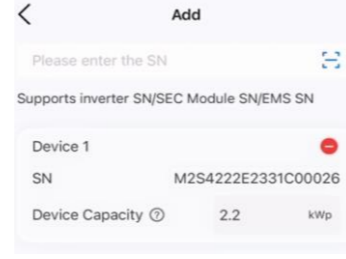 Add
Please enter the SN
Supports inverter SN/SEC Module SN/EMS SN
Device 1
SN M2S4222E2331C00026
Device Capacity ? 2.2 kWp